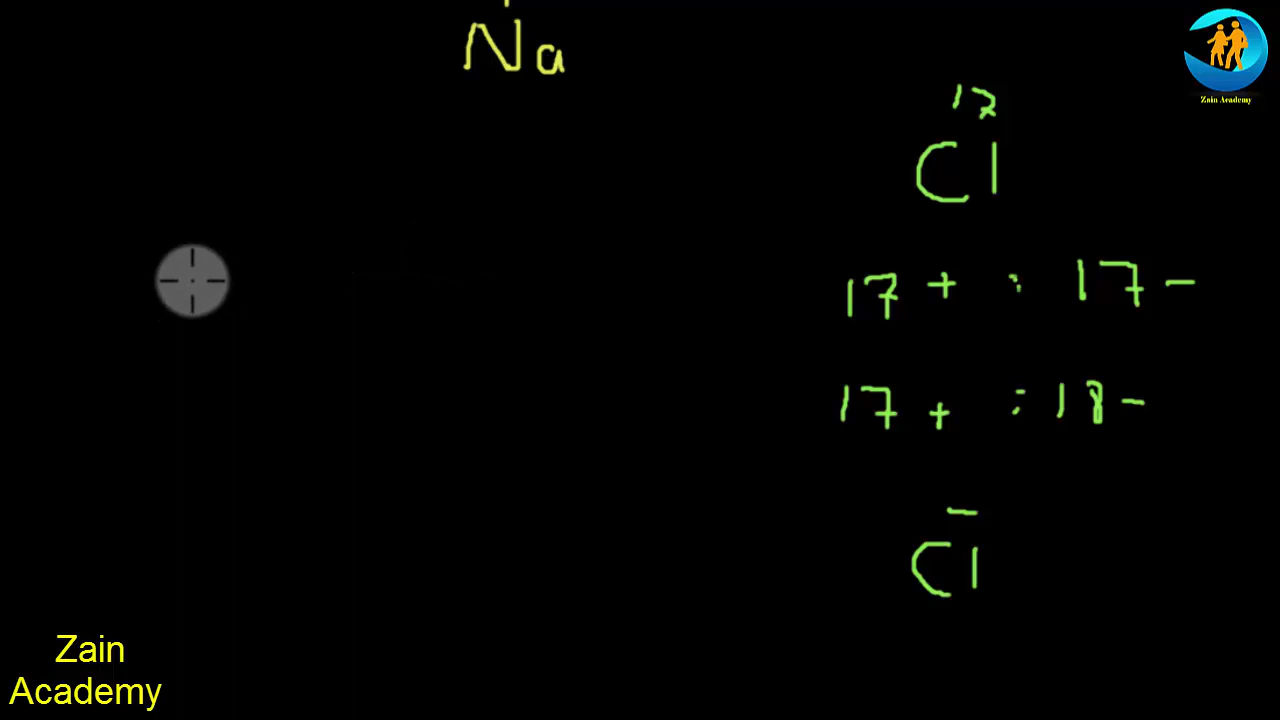 Na
Zain Academy
17
Cl
17 + : 17 -
17 + : 18 -
-
Cl
Zain
Academy